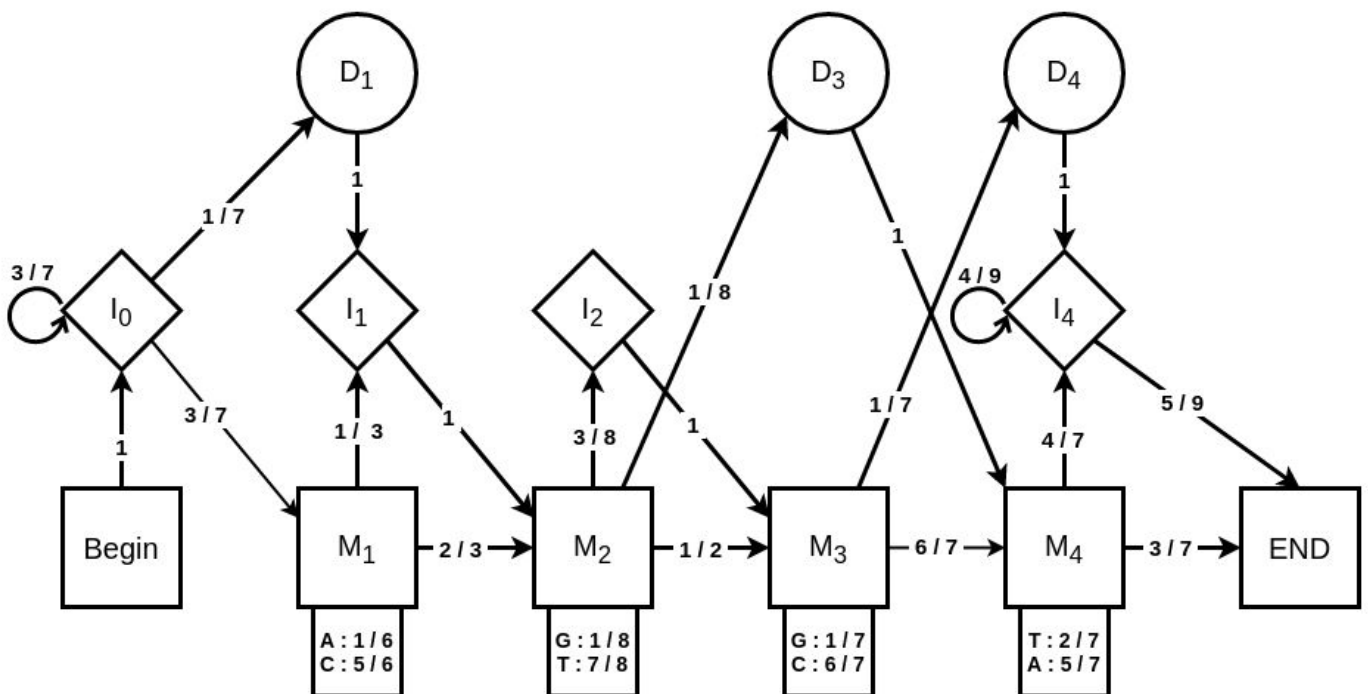 D1
D3
D4
1
1
1 / 7
1
3 / 7
4 / 9
I0
I1
I2
1 / 8
I4
3 / 7
1 / 3
1
3 / 8
1
1 / 7
4 / 7
5 / 9
1
Begin
M1
2 / 3
M2
1 / 2
M3
6 / 7
M4
3 / 7
END
A : 1 / 6
C : 5 / 6
G : 1 / 8
T : 7 / 8
G : 1 / 7
C : 6 / 7
T : 2 / 7
A : 5 / 7